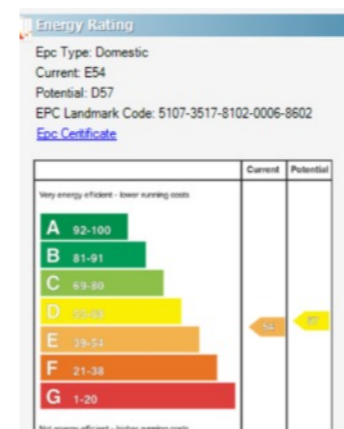 Energy Rating
Epc Type: Domestic
Current: E54
Potential: D57
EPC Landmark Code: 5107-3517-8102-0006-8602
Epc Certificate
Current Potential
Very energy efficient - lower running costs
A 92-100
B 81-91
C 69-80
D 55-68
E 39-54
54
57
F 21-38
G 1-20
Not energy efficient - higher running costs